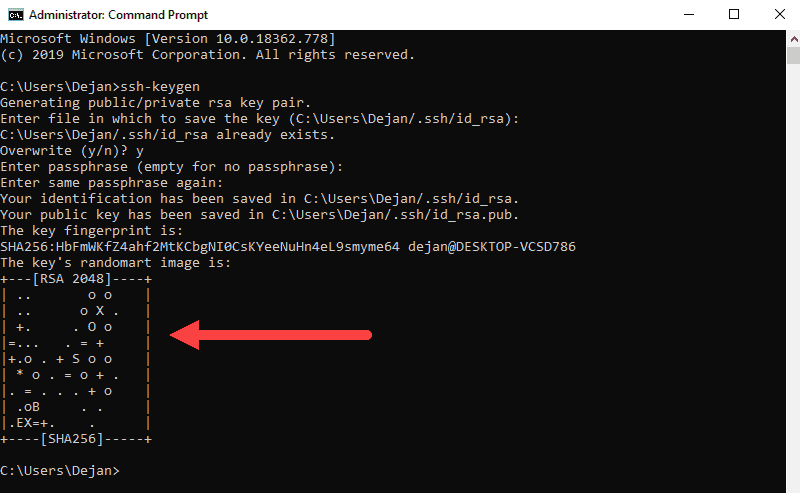 Administrator: Command Prompt
Microsoft Windows [Version 10.0.18362.778]
(c) 2019 Microsoft Corporation. All rights reserved.
C:\Users\Dejan>ssh-keygen
Generating public/private rsa key pair.
Enter file in which to save the key (C:\Users\Dejan/.ssh/id_rsa):
C:\Users\Dejan/.ssh/id_rsa already exists.
Overwrite (y/n)? y
Enter passphrase (empty for no passphrase):
Enter same passphrase again:
Your identification has been saved in C:\Users\Dejan/.ssh/id_rsa.
Your public key has been saved in C:\Users\Dejan/.ssh/id_rsa.pub.
The key fingerprint is:
SHA256:HbFmWKfZ4ahf2MtKCbgNI0CsKYeeNuHn4eL9smyme64 dejan@DESKTOP-VCSD786
The key's randomart image is:
+---[RSA 2048]----+
| ..       o o    |
| ..      o X .   |
| +.     . O o    |
|=...   . = +     |
|+.o . + S o o    |
| * o . = o + .   |
|. = . . . + o    |
| .oB     . .     |
|.EX=+.    .      |
+----[SHA256]-----+
C:\Users\Dejan>